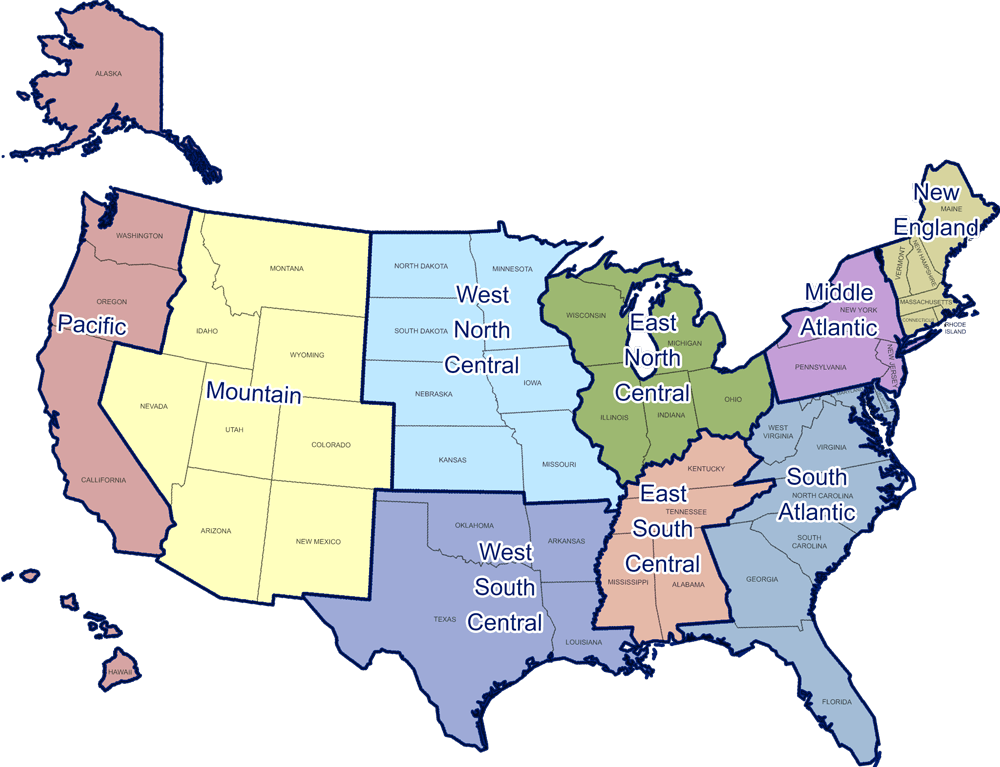 ALASKA
WASHINGTON
OREGON
Pacific
CALIFORNIA
HAWAII
MONTANA
IDAHO
WYOMING
Mountain
NEVADA
UTAH
COLORADO
ARIZONA
NEW MEXICO
NORTH DAKOTA
MINNESOTA
West
SOUTH DAKOTA
North
Central
NEBRASKA
IOWA
KANSAS
MISSOURI
WISCONSIN
East
MICHIGAN
North
Central
ILLINOIS
INDIANA
OHIO
New
MAINE
England
VERMONT
NEW HAMPSHIRE
MASSACHUSETTS
CONNECTICUT
RHODE
ISLAND
Middle
NEW YORK
Atlantic
PENNSYLVANIA
NEW JERSEY
WEST
VIRGINIA
VIRGINIA
South
NORTH CAROLINA
Atlantic
SOUTH
CAROLINA
GEORGIA
FLORIDA
KENTUCKY
East
TENNESSEE
South
Central
MISSISSIPPI
ALABAMA
OKLAHOMA
ARKANSAS
West
South
TEXAS
Central
LOUISIANA